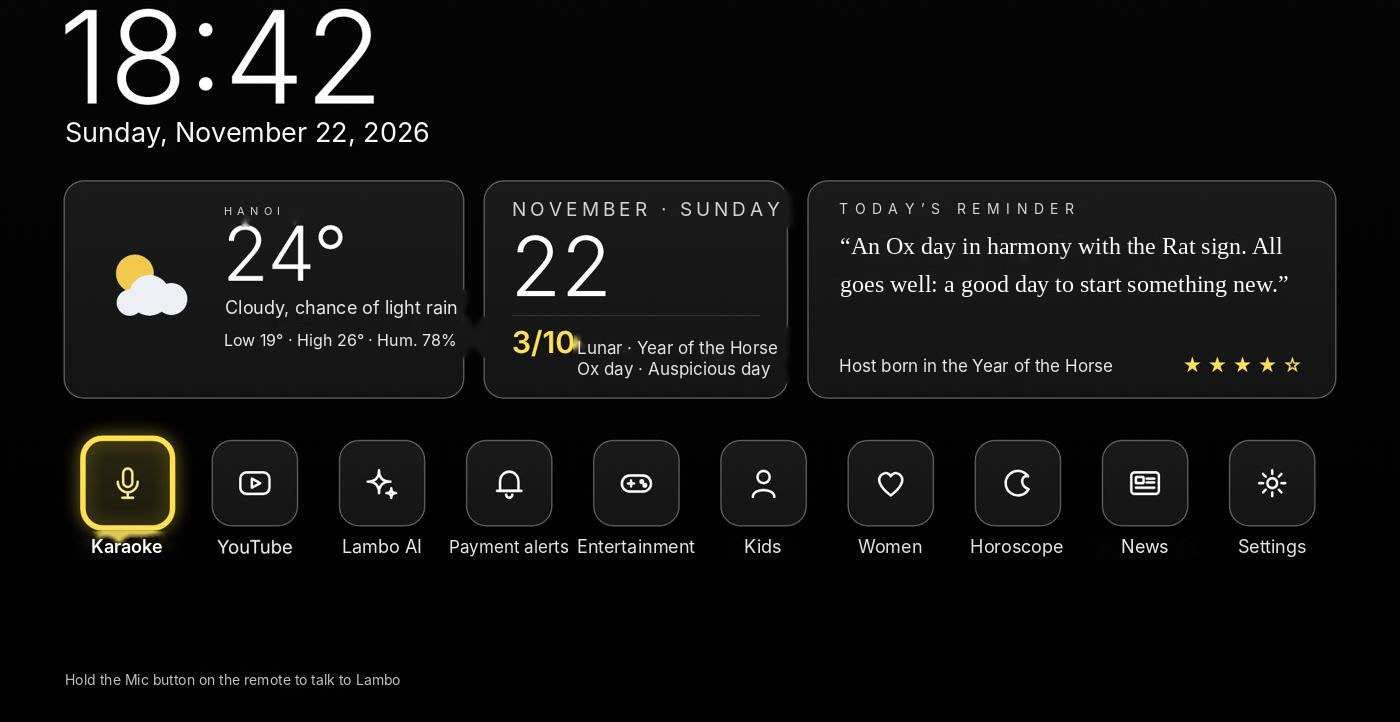 18:42
Sunday, November 22, 2026
HANOI
24°
Cloudy, chance of light rain
Low 19° · High 26° · Hum. 78%
NOVEMBER · SUNDAY
22
3/10
Lunar · Year of the Horse
Ox day · Auspicious day
TODAY’S REMINDER
“An Ox day in harmony with the Rat sign. All
goes well: a good day to start something new.”
Host born in the Year of the Horse ★ ★ ★ ★ ☆
Karaoke YouTube Lambo AI Payment alerts Entertainment Kids Women Horoscope News Settings
Hold the Mic button on the remote to talk to Lambo